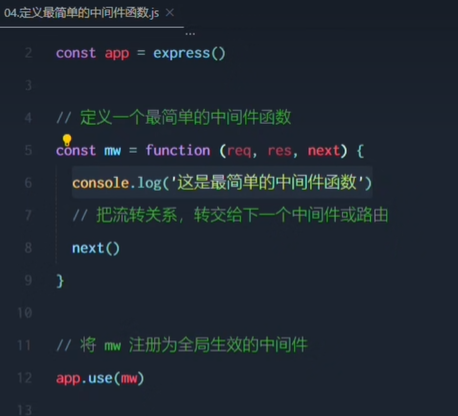 04.定义最简单的中间件函数.js ×
...
2 const app = express()
3
4 // 定义一个最简单的中间件函数
5 const mw = function (req, res, next) {
6 console.log('这是最简单的中间件函数')
7 // 把流转关系，转交给下一个中间件或路由
8 next()
9 }
10
11 // 将 mw 注册为全局生效的中间件
12 app.use(mw)
13